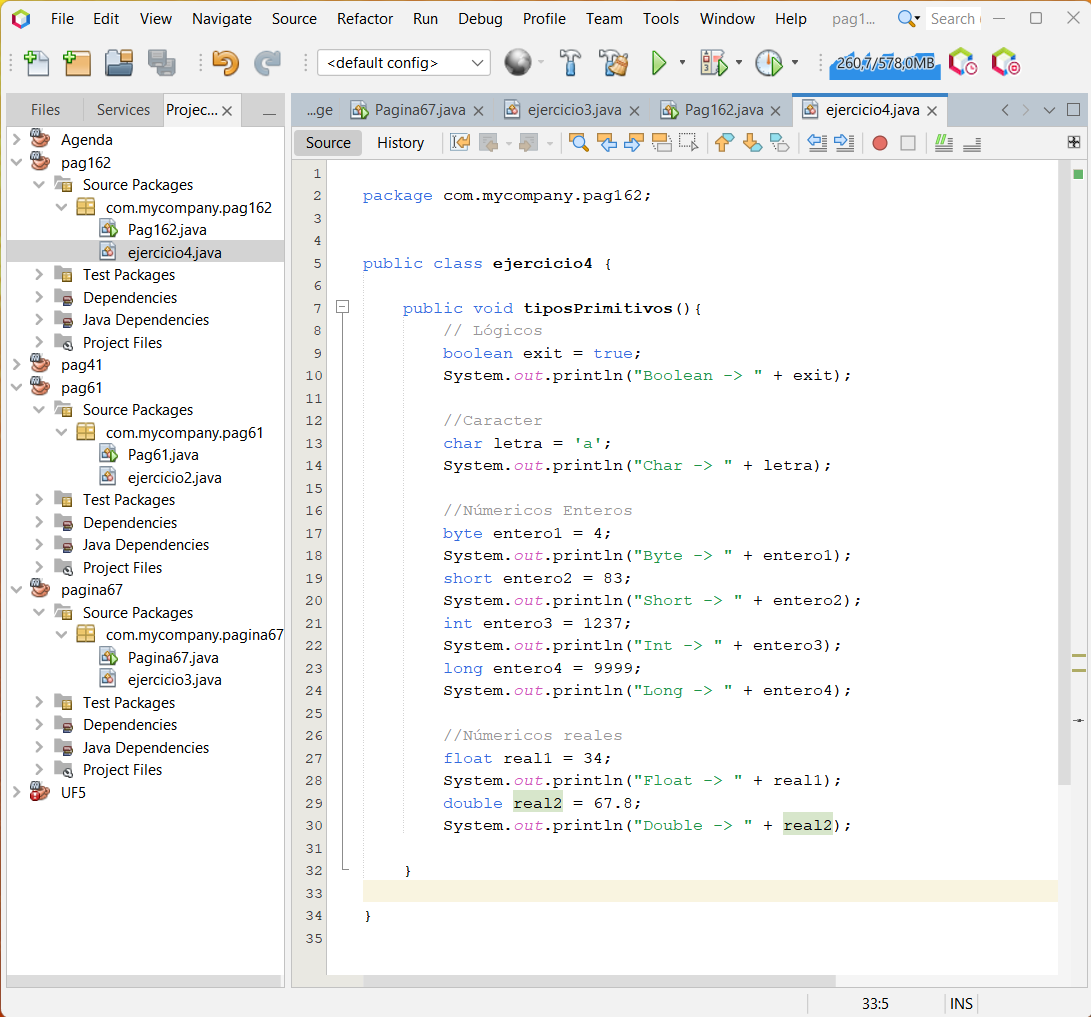 File Edit View Navigate Source Refactor Run Debug Profile Team Tools Window Help pag1... Search (
<default config> 260,7/578,0MB
Files Services Projec...
...ge Pagina67.java ejercicio3.java Pag162.java ejercicio4.java
Source History
Agenda
pag162
Source Packages
com.mycompany.pag162
Pag162.java
ejercicio4.java
Test Packages
Dependencies
Java Dependencies
Project Files
pag41
pag61
Source Packages
com.mycompany.pag61
Pag61.java
ejercicio2.java
Test Packages
Dependencies
Java Dependencies
Project Files
pagina67
Source Packages
com.mycompany.pagina67
Pagina67.java
ejercicio3.java
Test Packages
Dependencies
Java Dependencies
Project Files
UF5
1
2 package com.mycompany.pag162;
3
4
5 public class ejercicio4 {
6
7 public void tiposPrimitivos(){
8 // Lógicos
9 boolean exit = true;
10 System.out.println("Boolean -> " + exit);
11
12 //Caracter
13 char letra = 'a';
14 System.out.println("Char -> " + letra);
15
16 //Númericos Enteros
17 byte entero1 = 4;
18 System.out.println("Byte -> " + entero1);
19 short entero2 = 83;
20 System.out.println("Short -> " + entero2);
21 int entero3 = 1237;
22 System.out.println("Int -> " + entero3);
23 long entero4 = 9999;
24 System.out.println("Long -> " + entero4);
25
26 //Númericos reales
27 float real1 = 34;
28 System.out.println("Float -> " + real1);
29 double real2 = 67.8;
30 System.out.println("Double -> " + real2);
31
32 }
33
34 }
35
33:5 INS